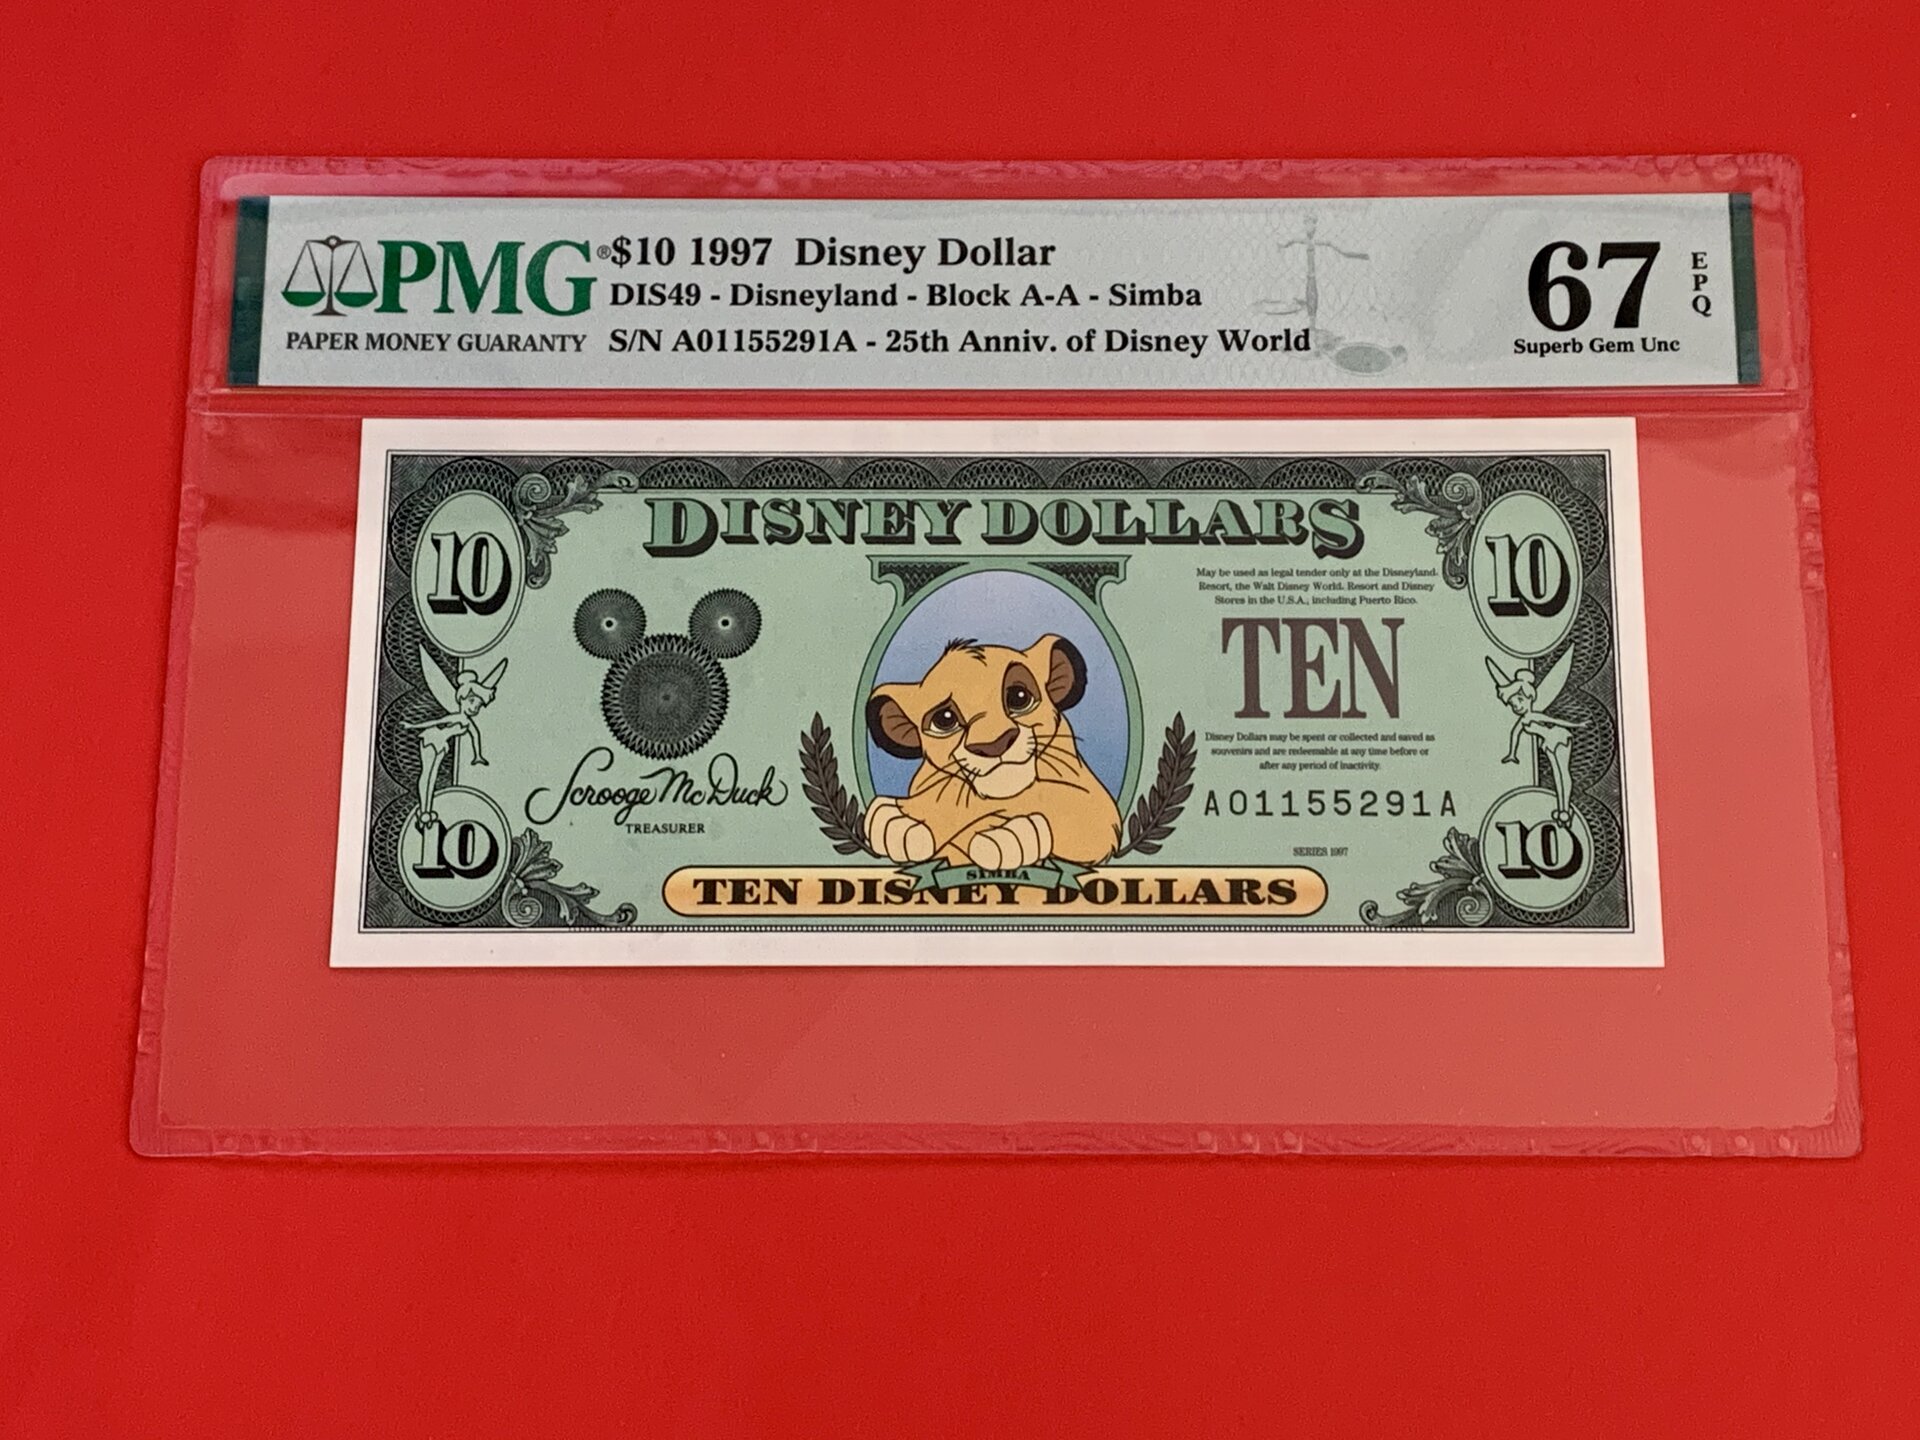 PMG®
PAPER MONEY GUARANTY
$10 1997 Disney Dollar
DIS49 - Disneyland - Block A-A - Simba
S/N A01155291A - 25th Anniv. of Disney World
67
EPQ
Superb Gem Unc
DISNEY DOLLARS
10
10
May be used as legal tender only at the Disneyland.
Resort, the Walt Disney World. Resort and Disney
Stores in the U.S.A., including Puerto Rico.
TEN
Disney Dollars may be spent or collected and saved as
souvenirs and are redeemable at any time before or
after any period of inactivity.
Scrooge McDuck
TREASURER
A01155291A
SERIES 1997
10
10
SIMBA
TEN DISNEY DOLLARS